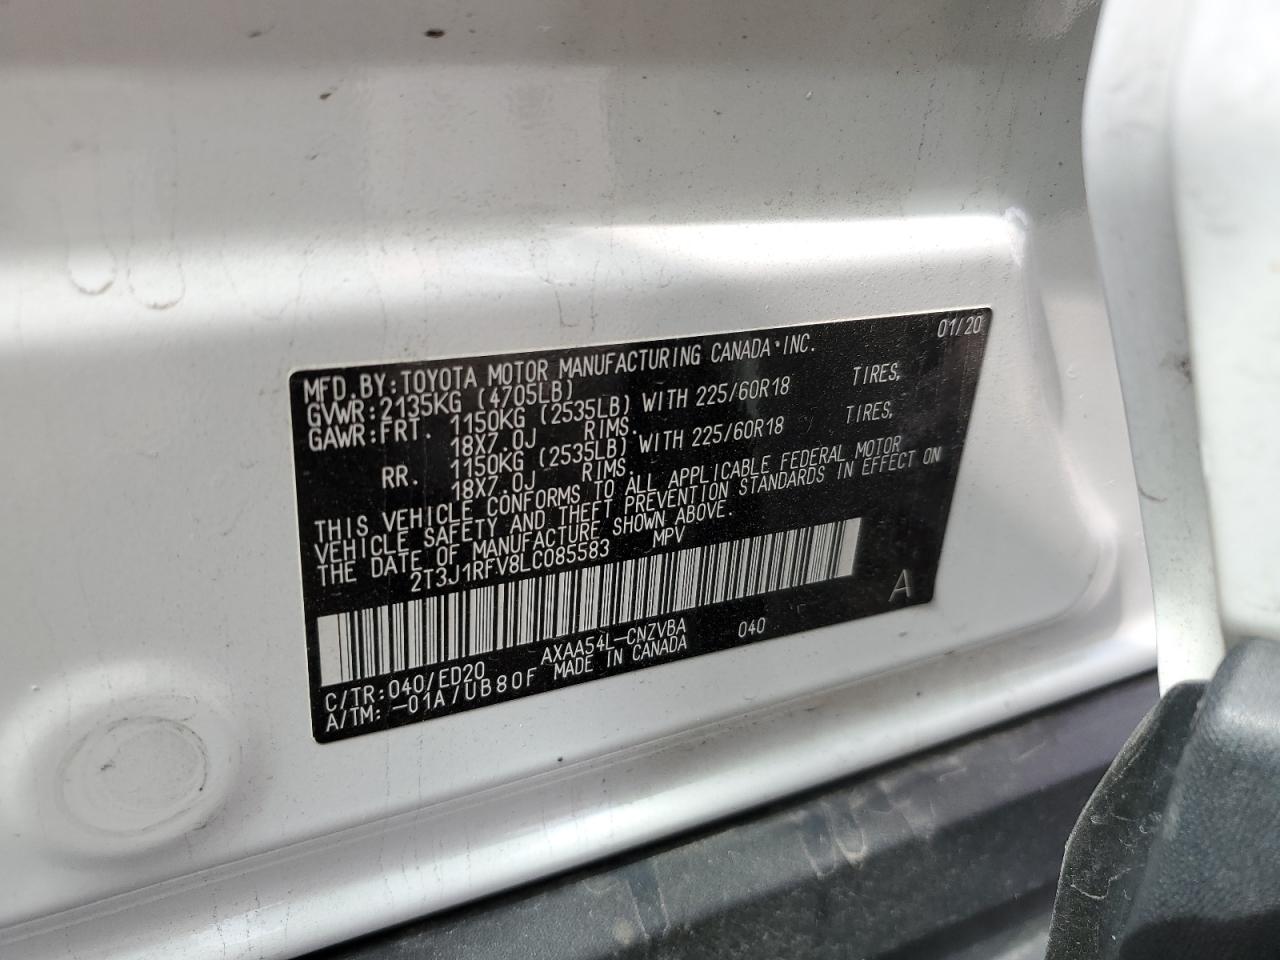 01/20
MFD.BY:TOYOTA MOTOR MANUFACTURING CANADA INC.
GVWR:2135KG (4705LB)
GAWR:FRT. 1150KG (2535LB) WITH 225/60R18 TIRES,
18X7.0J RIMS.
RR. 1150KG (2535LB) WITH 225/60R18 TIRES,
18X7.0J RIMS.
THIS VEHICLE CONFORMS TO ALL APPLICABLE FEDERAL MOTOR
VEHICLE SAFETY AND THEFT PREVENTION STANDARDS IN EFFECT ON
THE DATE OF MANUFACTURE SHOWN ABOVE.
2T3J1RFV8LC085583 MPV
A
C/TR:040/ED20 AXAA54L-CNZVBA 040
A/TM: -01A/UB80F MADE IN CANADA